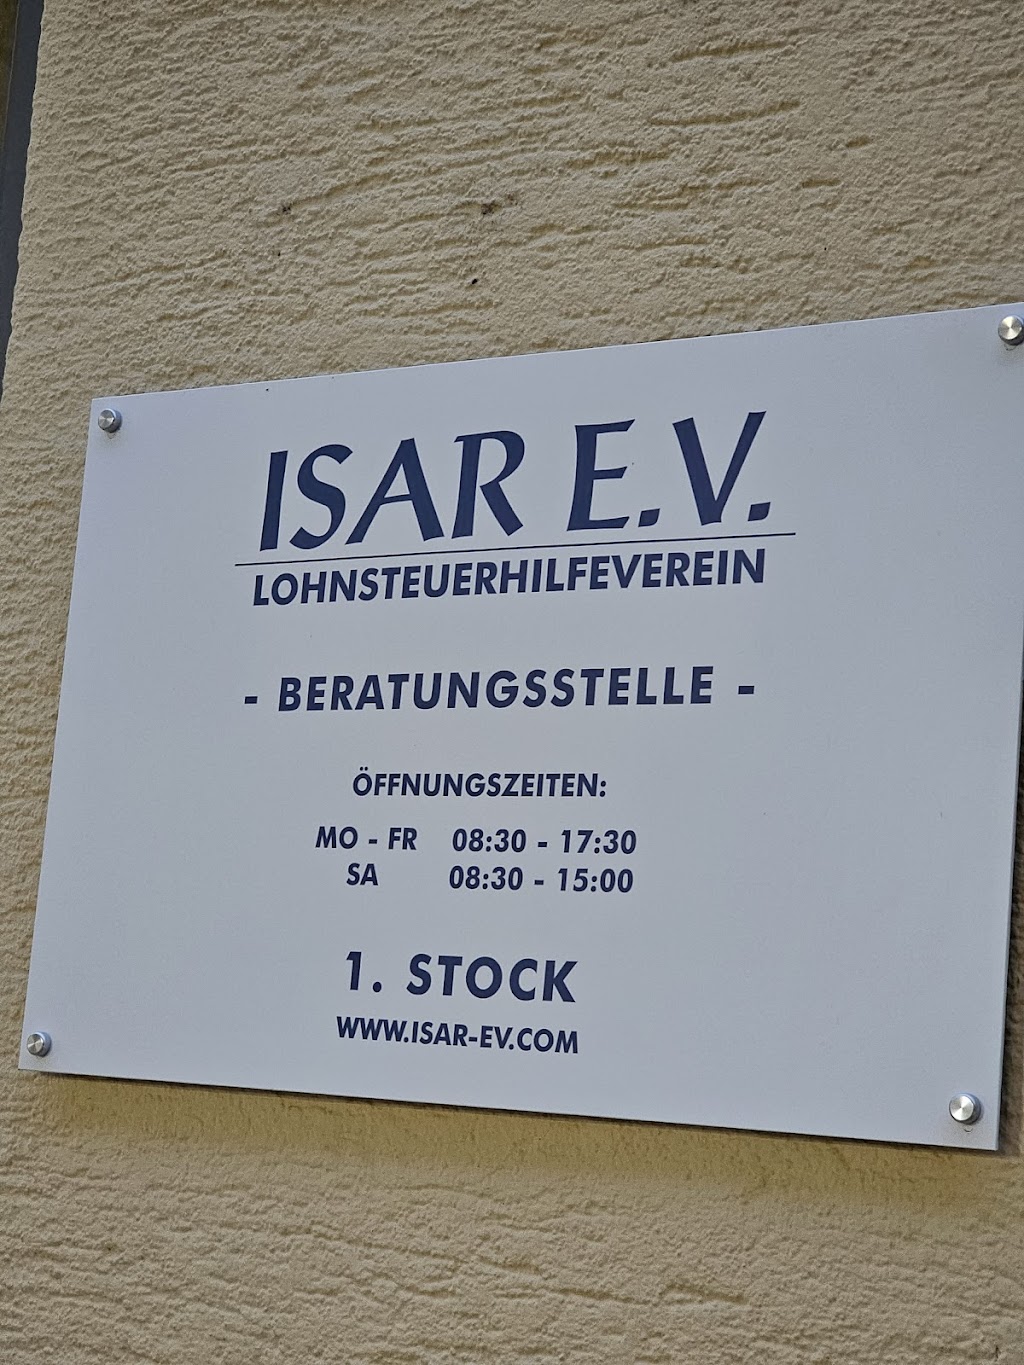 ISAR E.V.
LOHNSTEUERHILFEVEREIN
- BERATUNGSSTELLE -
ÖFFNUNGSZEITEN:
MO - FR 08:30 - 17:30
SA 08:30 - 15:00
1. STOCK
WWW.ISAR-EV.COM